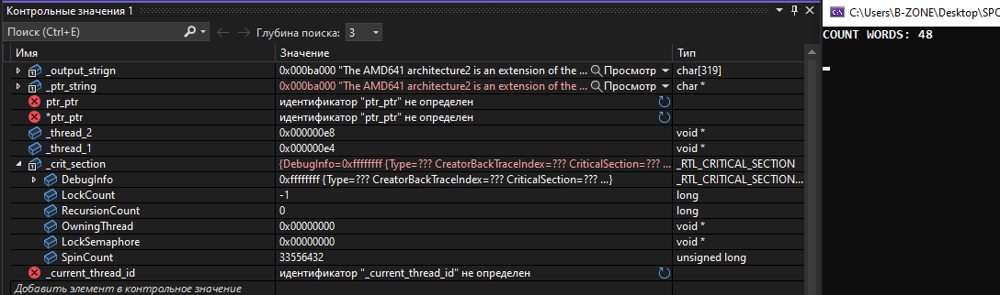 Контрольные значения 1
Поиск (Ctrl+E) Глубина поиска: 3
Имя Значение Тип
_output_strign 0x000ba000 "The AMD641 architecture2 is an extension of the ... Просмотр char[319]
_ptr_string 0x000ba000 "The AMD641 architecture2 is an extension of the ... Просмотр char *
ptr_ptr идентификатор "ptr_ptr" не определен
*ptr_ptr идентификатор "ptr_ptr" не определен
_thread_2 0x000000e8 void *
_thread_1 0x000000e4 void *
_crit_section {DebugInfo=0xffffffff {Type=??? CreatorBackTraceIndex=??? CriticalSection=??? ... _RTL_CRITICAL_SECTION
DebugInfo 0xffffffff {Type=??? CreatorBackTraceIndex=??? CriticalSection=??? ...} _RTL_CRITICAL_SECTION...
LockCount -1 long
RecursionCount 0 long
OwningThread 0x00000000 void *
LockSemaphore 0x00000000 void *
SpinCount 33556432 unsigned long
_current_thread_id идентификатор "_current_thread_id" не определен
Добавить элемент в контрольное значение
C:\Users\B-ZONE\Desktop\SPO
COUNT WORDS: 48